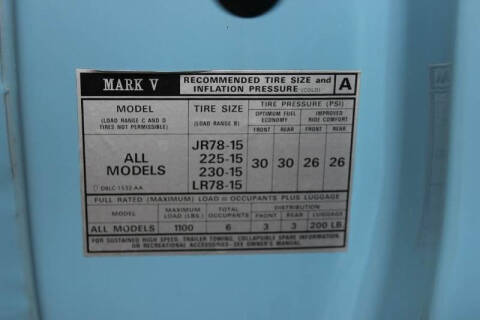 MARK V RECOMMENDED TIRE SIZE and
INFLATION PRESSURE (COLD) A
MODEL TIRE SIZE TIRE PRESSURE (PSI)
(LOAD RANGE C AND D
TIRES NOT PERMISSIBLE) (LOAD RANGE B) OPTIMUM FUEL
ECONOMY IMPROVED
RIDE COMFORT
FRONT REAR FRONT REAR
ALL
MODELS
JR78-15
225-15
230-15
LR78-15
30 30 26 26
D8LC-1532-AA
FULL RATED (MAXIMUM) LOAD = OCCUPANTS PLUS LUGGAGE
MODEL MAXIMUM
LOAD (LBS.) TOTAL
OCCUPANTS DISTRIBUTION
FRONT REAR LUGGAGE
ALL MODELS 1100 6 3 3 200 LB
FOR SUSTAINED HIGH SPEED, TRAILER TOWING, COLLAPSIBLE SPARE INFORMATION,
OR RECREATIONAL ACCESSORIES- SEE OWNER'S MANUAL.